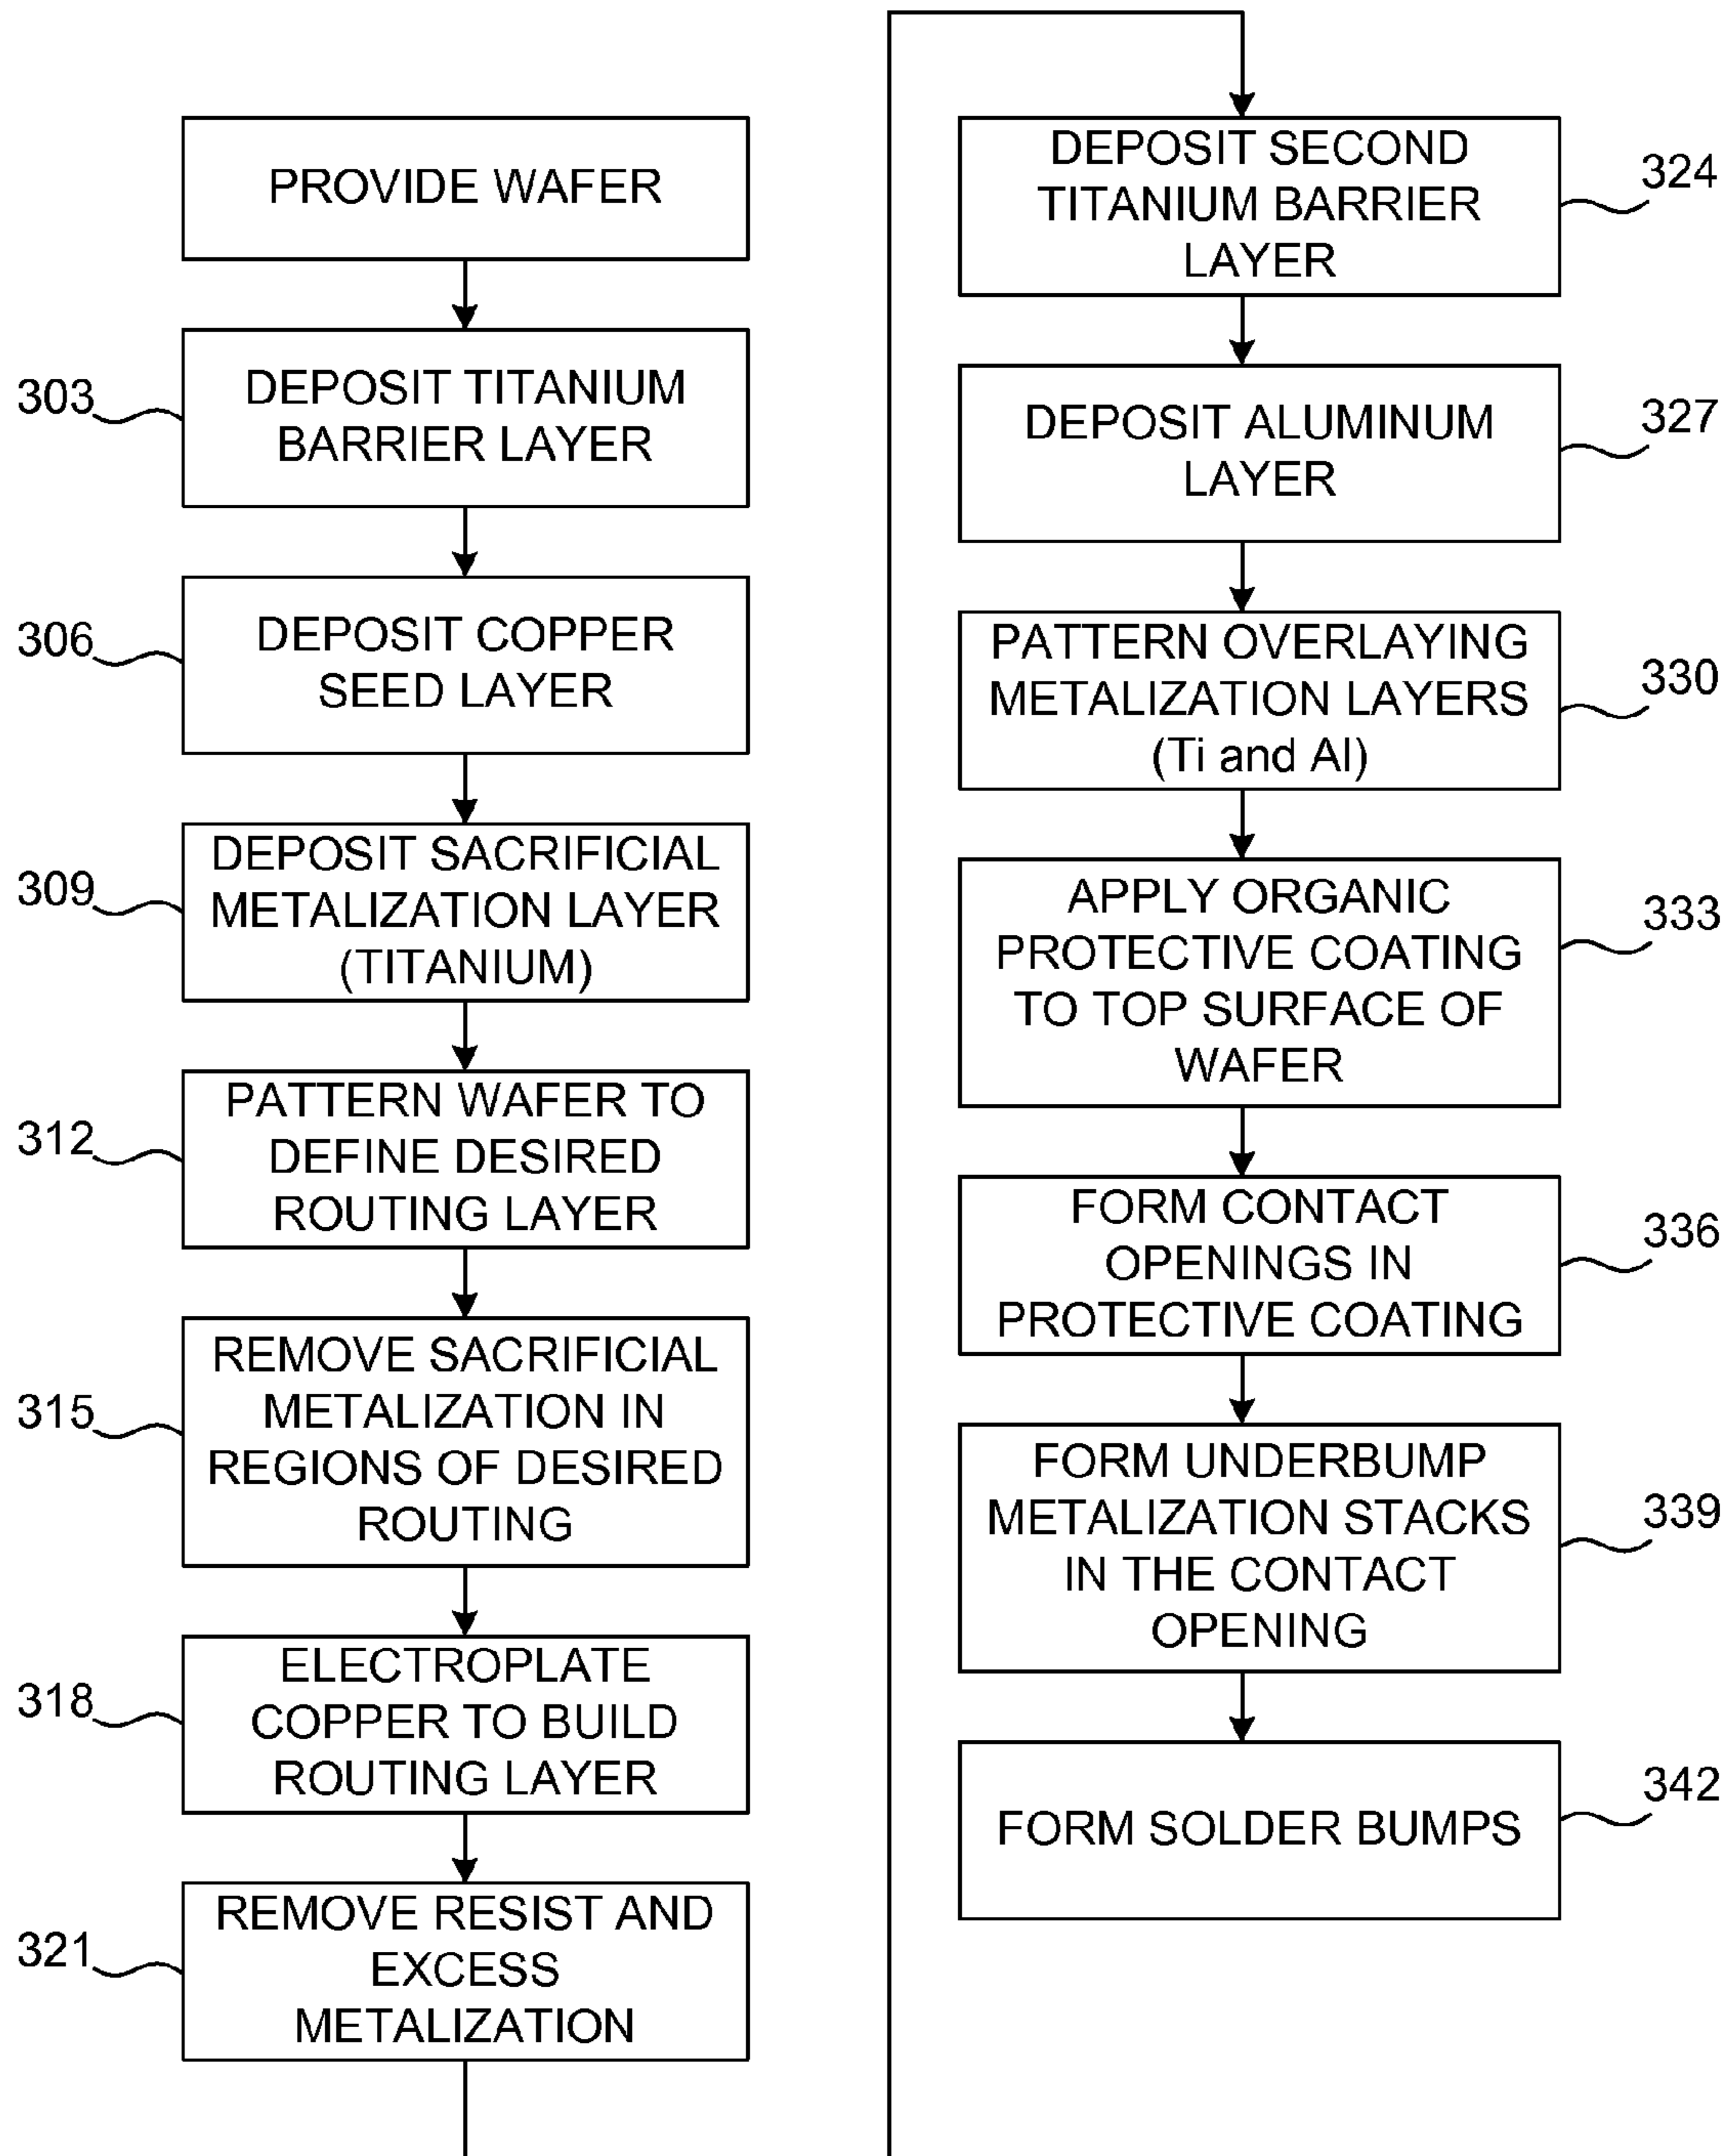 PROVIDE WAFER
303
DEPOSIT TITANIUM
BARRIER LAYER
306
DEPOSIT COPPER
SEED LAYER
309
DEPOSIT SACRIFICIAL
METALIZATION LAYER
(TITANIUM)
312
PATTERN WAFER TO
DEFINE DESIRED
ROUTING LAYER
315
REMOVE SACRIFICIAL
METALIZATION IN
REGIONS OF DESIRED
ROUTING
318
ELECTROPLATE
COPPER TO BUILD
ROUTING LAYER
321
REMOVE RESIST AND
EXCESS
METALIZATION
DEPOSIT SECOND
TITANIUM BARRIER
LAYER
324
DEPOSIT ALUMINUM
LAYER
327
PATTERN OVERLAYING
METALIZATION LAYERS
(Ti and Al)
330
APPLY ORGANIC
PROTECTIVE COATING
TO TOP SURFACE OF
WAFER
333
FORM CONTACT
OPENINGS IN
PROTECTIVE COATING
336
FORM UNDERBUMP
METALIZATION STACKS
IN THE CONTACT
OPENING
339
FORM SOLDER BUMPS
342